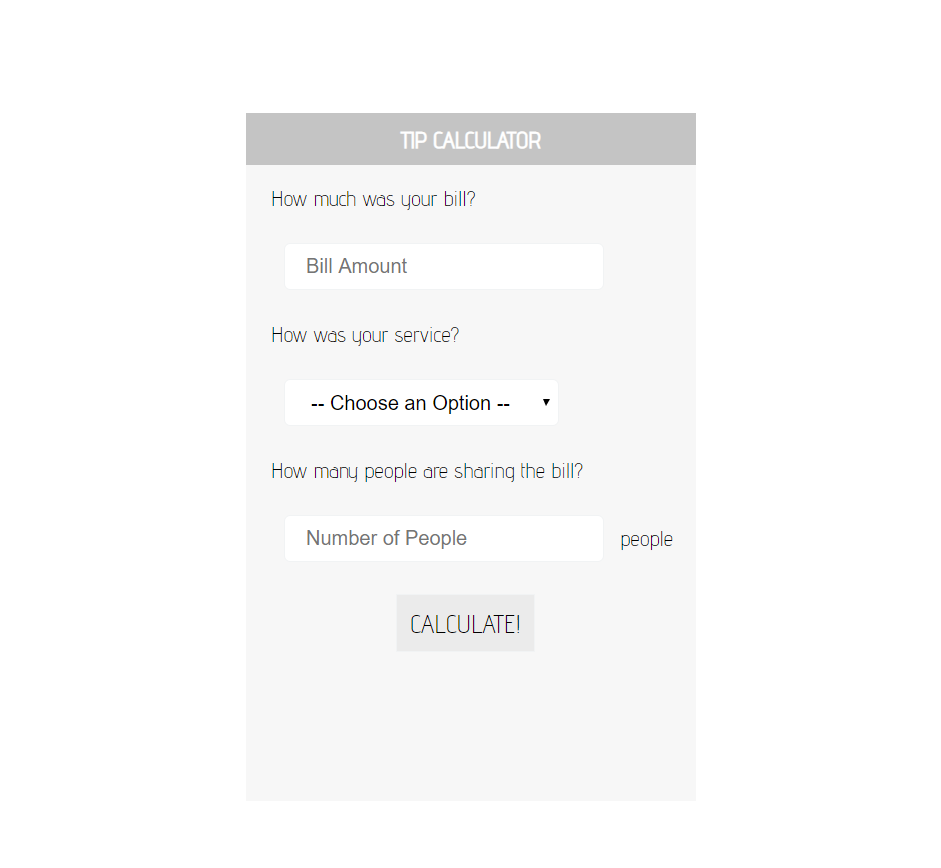 TIP CALCULATOR
How much was your bill?
Bill Amount
How was your service?
-- Choose an Option --
How many people are sharing the bill?
Number of People people
CALCULATE!